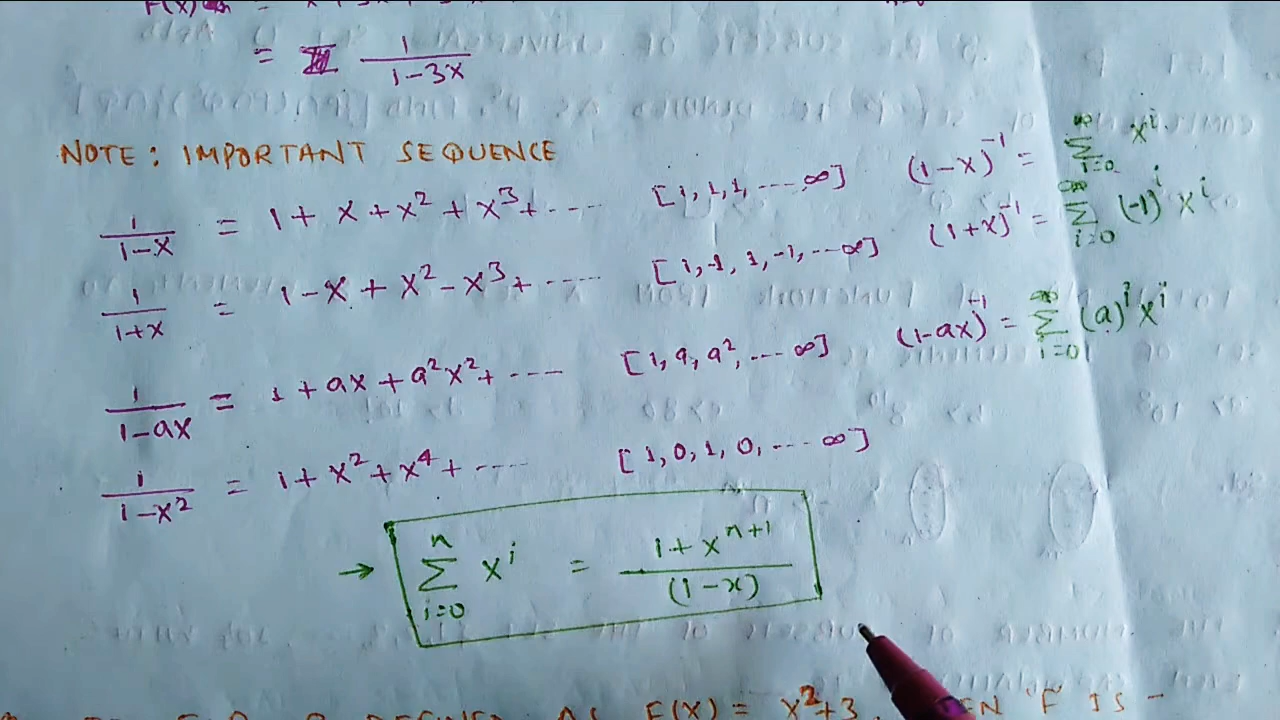 F(x) =
= 1/(1-3x)
NOTE: IMPORTANT SEQUENCE
1/(1-x) = 1 + x + x² + x³ + ---- [1, 1, 1, ---- ∞] (1-x)⁻¹ = ∑_{i=0}^{∞} xⁱ
1/(1+x) = 1 - x + x² - x³ + ---- [1, -1, 1, -1, --- ∞] (1+x)⁻¹ = ∑_{i=0}^{∞} (-1)ⁱ xⁱ
1/(1-ax) = 1 + ax + a²x² + ---- [1, a, a², ---- ∞] (1-ax)⁻¹ = ∑_{i=0}^{∞} (a)ⁱ xⁱ
1/(1-x²) = 1 + x² + x⁴ + ---- [1, 0, 1, 0, ---- ∞]
→ ∑_{i=0}^{n} xⁱ = (1 + xⁿ⁺¹)/(1-x)
AS F(X) = x²+3 "F" IS -